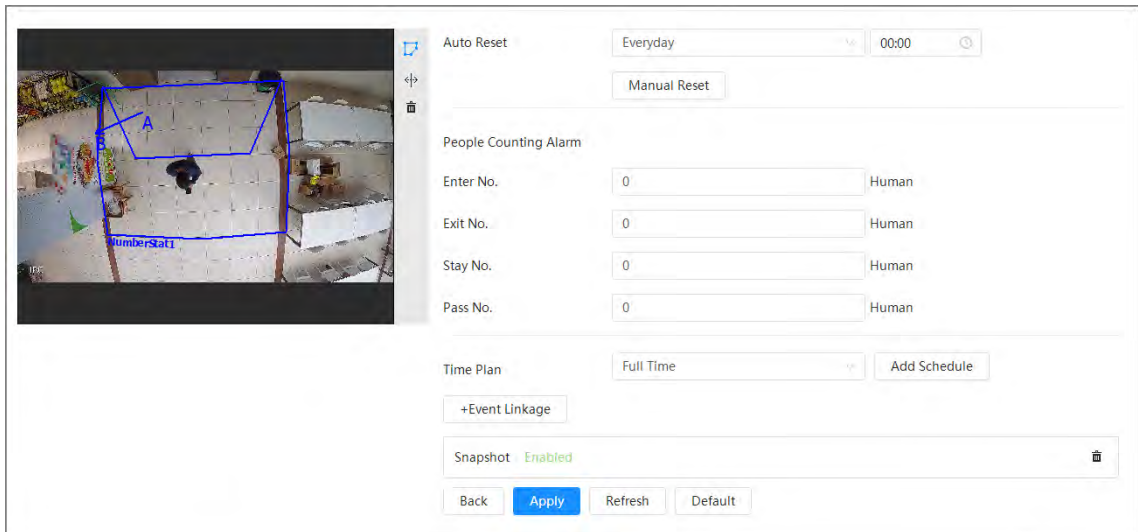 Auto Reset Everyday 00:00
Manual Reset
A
B
People Counting Alarm
Enter No. 0 Human
Exit No. 0 Human
NumberStat1
Stay No. 0 Human
IPC
Pass No. 0 Human
Time Plan Full Time Add Schedule
+Event Linkage
Snapshot Enabled
Back Apply Refresh Default